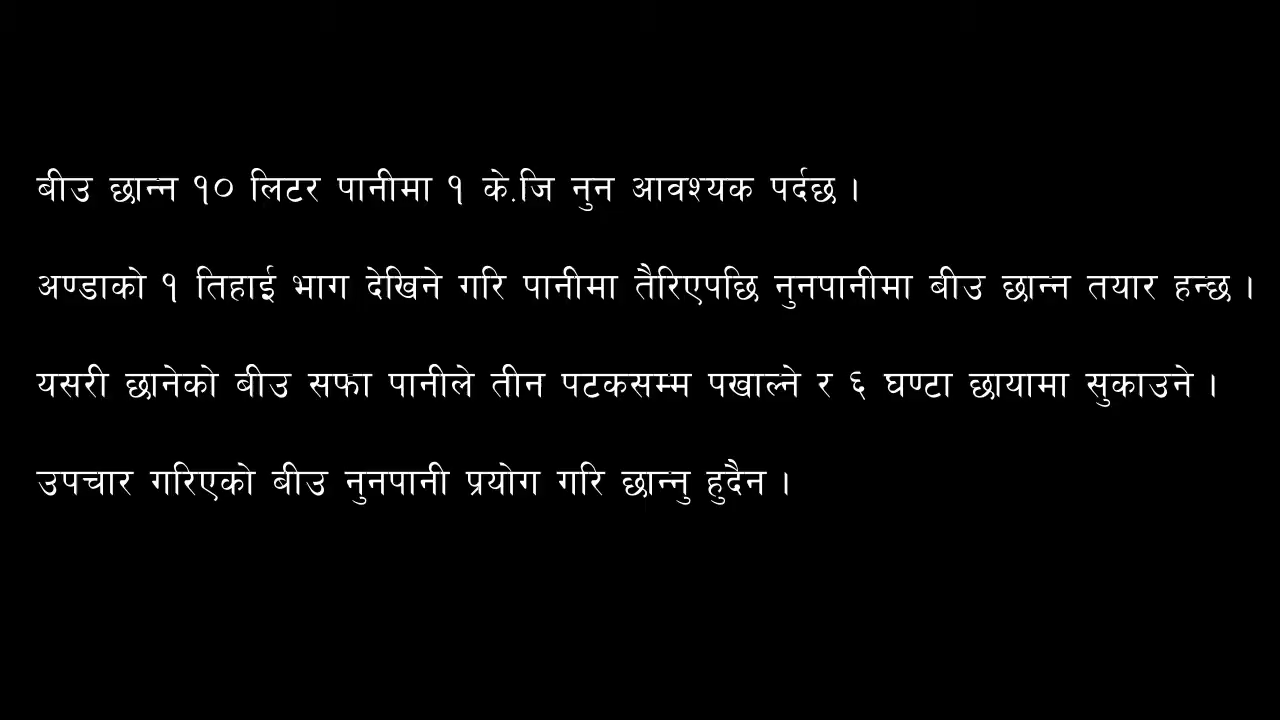 बीउ छान्न १० लिटर पानीमा १ के.जि नुन आवश्यक पर्दछ ।
अण्डाको १ तिहाई भाग देखिने गरि पानीमा तैरिएपछि नुनपानीमा बीउ छान्न तयार हन्छ ।
यसरी छानेको बीउ सफा पानीले तीन पटकसम्म पखाल्ने र ६ घण्टा छायामा सुकाउने ।
उपचार गरिएको बीउ नुनपानी प्रयोग गरि छान्नु हुदैन ।